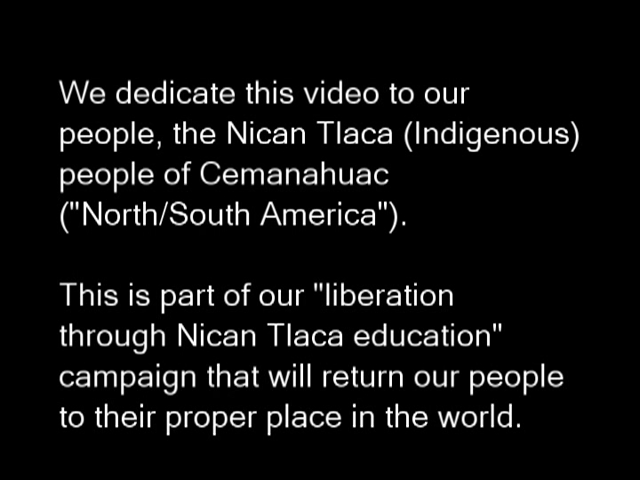 We dedicate this video to our
people, the Nican Tlaca (Indigenous)
people of Cemanahuac
("North/South America").
This is part of our "liberation
through Nican Tlaca education"
campaign that will return our people
to their proper place in the world.